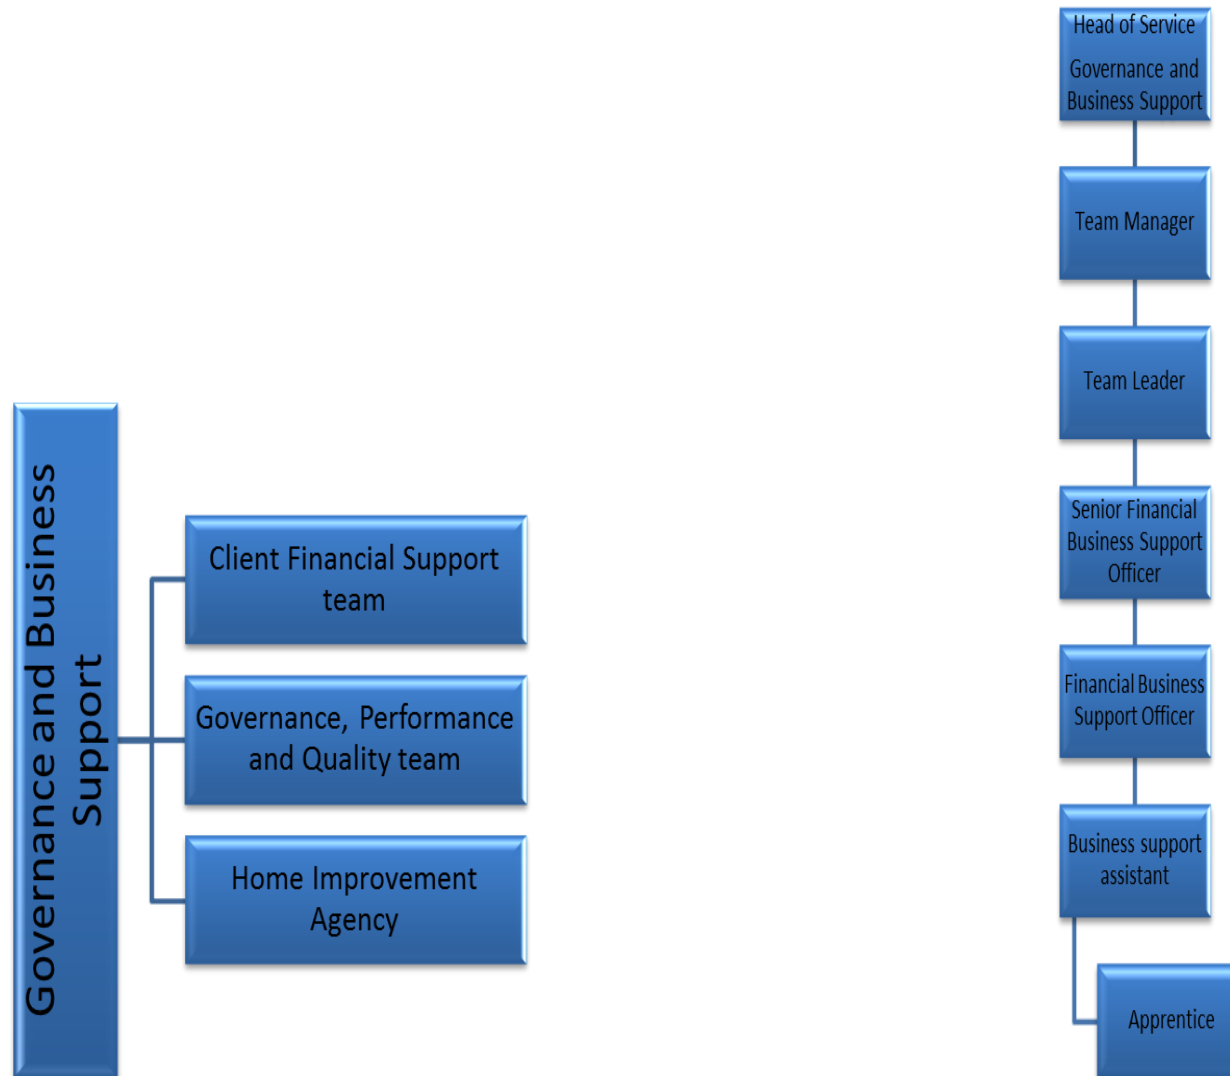 Governance and Business
Support
Client Financial Support
team
Governance, Performance
and Quality team
Home Improvement
Agency
Head of Service
Governance and
Business Support
Team Manager
Team Leader
Senior Financial
Business Support
Officer
Financial Business
Support Officer
Business support
assistant
Apprentice